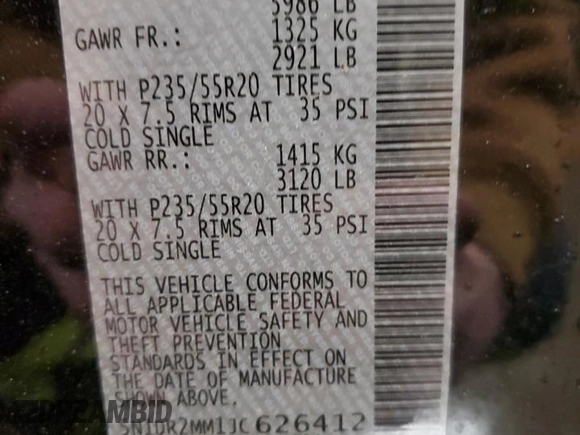 5986 LB
GAWR FR.: 1325 KG
2921 LB
WITH P235/55R20 TIRES
20 X 7.5 RIMS AT 35 PSI
COLD SINGLE
GAWR RR.: 1415 KG
3120 LB
WITH P235/55R20 TIRES
20 X 7.5 RIMS AT 35 PSI
COLD SINGLE
THIS VEHICLE CONFORMS TO
ALL APPLICABLE FEDERAL
MOTOR VEHICLE SAFETY AND
THEFT PREVENTION
STANDARDS IN EFFECT ON
THE DATE OF MANUFACTURE
SHOWN ABOVE.
5N1DR2MM1JC626412